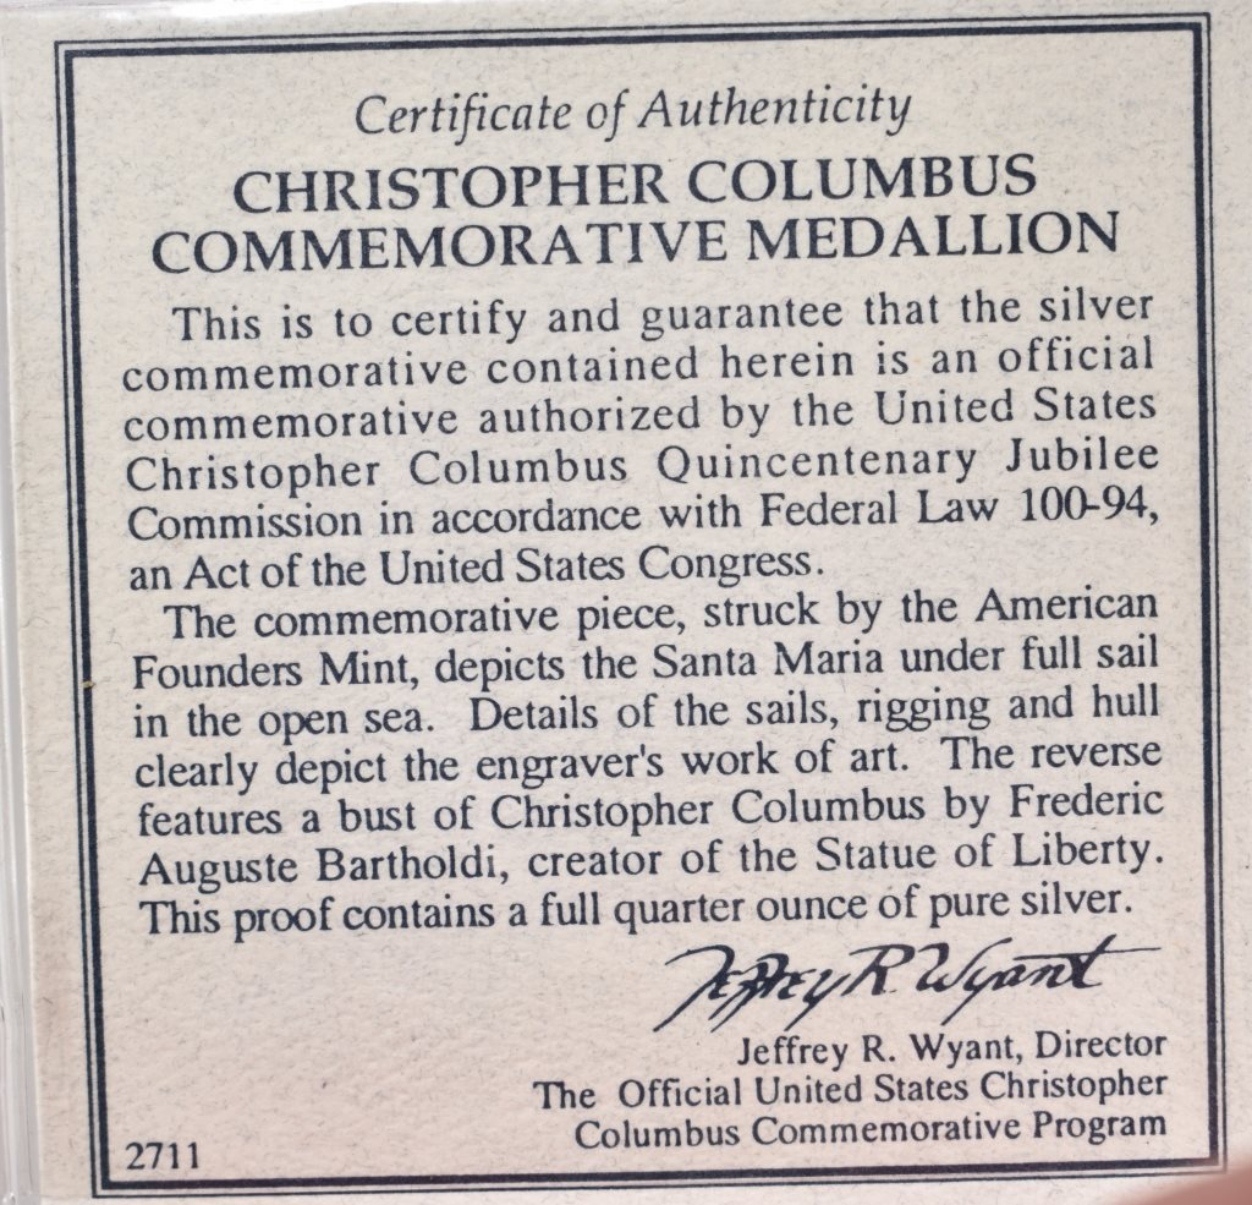 Certificate of Authenticity
CHRISTOPHER COLUMBUS
COMMEMORATIVE MEDALLION
This is to certify and guarantee that the silver
commemorative contained herein is an official
commemorative authorized by the United States
Christopher Columbus Quincentenary Jubilee
Commission in accordance with Federal Law 100-94,
an Act of the United States Congress.
The commemorative piece, struck by the American
Founders Mint, depicts the Santa Maria under full sail
in the open sea. Details of the sails, rigging and hull
clearly depict the engraver's work of art. The reverse
features a bust of Christopher Columbus by Frederic
Auguste Bartholdi, creator of the Statue of Liberty.
This proof contains a full quarter ounce of pure silver.
Jeffrey R. Wyant
Jeffrey R. Wyant, Director
The Official United States Christopher
Columbus Commemorative Program
2711